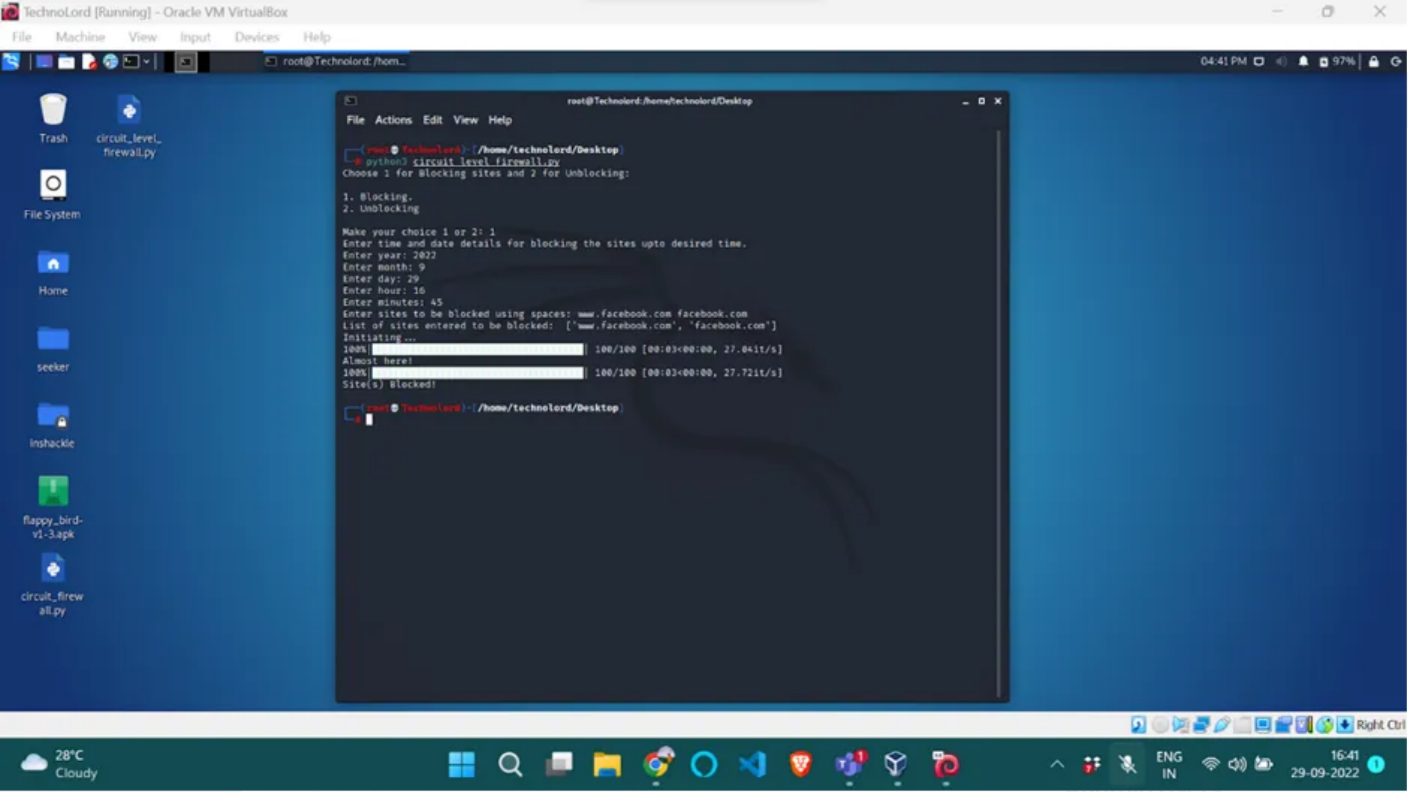 TechnoLord [Running] - Oracle VM VirtualBox
File Machine View Input Devices Help
root@Technolord: /hom...
04:41 PM
97%
Trash
circuit_level_
firewall.py
File System
Home
seeker
Inshackle
flappy_bird-
v1-3.apk
circuit_firew
all.py
root@Technolord: /home/technolord/Desktop
File Actions Edit View Help
(root@Technolord)-[/home/technolord/Desktop]
# python3 circuit_level_firewall.py
Choose 1 for Blocking sites and 2 for Unblocking:
1. Blocking.
2. Unblocking
Make your choice 1 or 2: 1
Enter time and date details for blocking the sites upto desired time.
Enter year: 2022
Enter month: 9
Enter day: 29
Enter hour: 16
Enter minutes: 45
Enter sites to be blocked using spaces: www.facebook.com facebook.com
List of sites entered to be blocked: ['www.facebook.com', 'facebook.com']
Initiating...
100%| | 100/100 [00:03<00:00, 27.04it/s]
Almost here!
100%| | 100/100 [00:03<00:00, 27.72it/s]
Site(s) Blocked!
(root@Technolord)-[/home/technolord/Desktop]
#
Right Ctrl
28°C
Cloudy
1
ENG
IN
16:41
29-09-2022
1